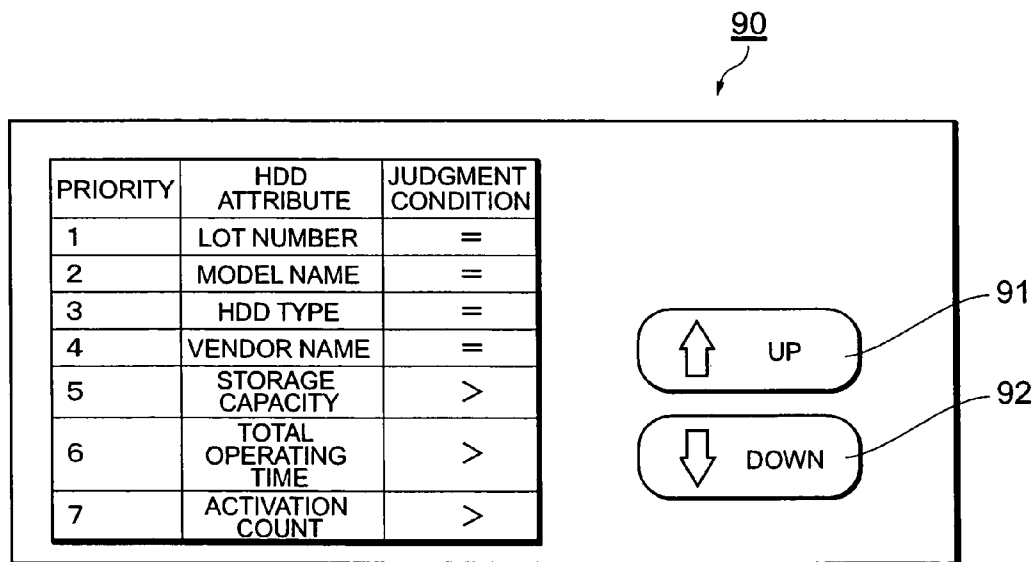 90
PRIORITY HDD ATTRIBUTE JUDGMENT CONDITION
1 LOT NUMBER =
2 MODEL NAME =
3 HDD TYPE =
4 VENDOR NAME =
5 STORAGE CAPACITY >
6 TOTAL OPERATING TIME >
7 ACTIVATION COUNT >
UP 91
DOWN 92